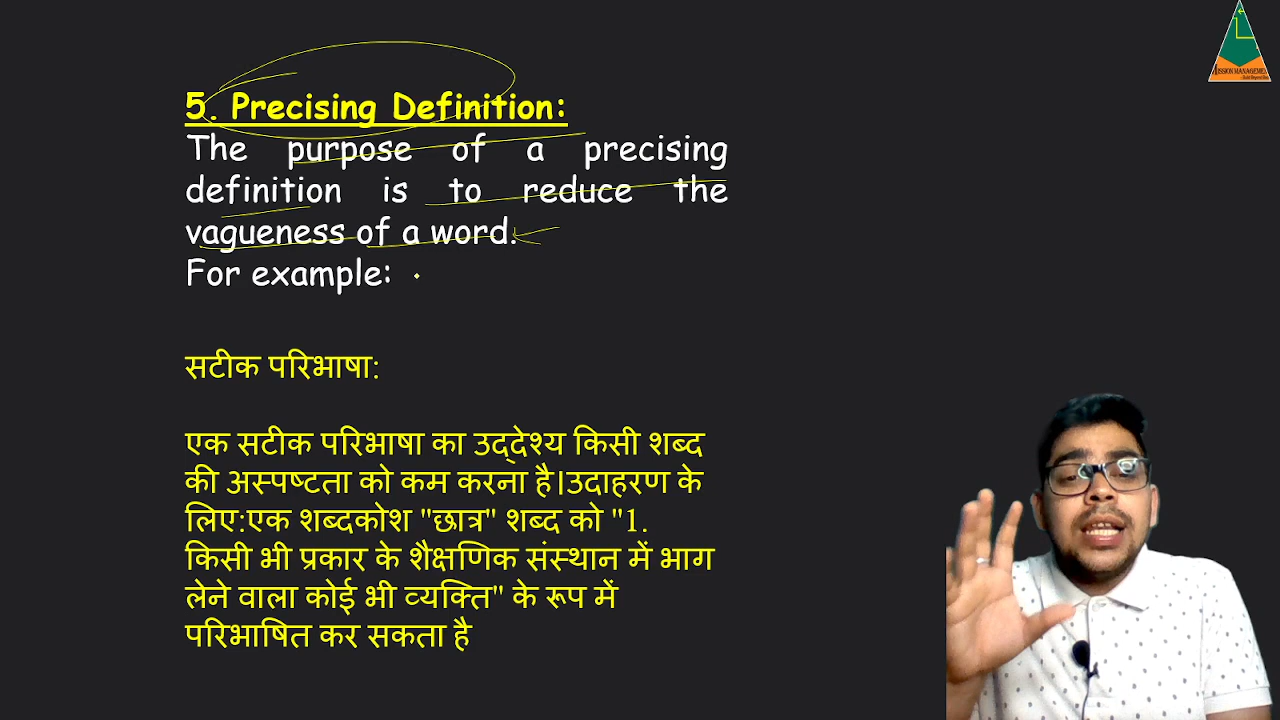 5. Precising Definition:
The purpose of a precising
definition is to reduce the
vagueness of a word.
For example:
सटीक परिभाषा:
एक सटीक परिभाषा का उद्देश्य किसी शब्द
की अस्पष्टता को कम करना है।उदाहरण के
लिए:एक शब्दकोश "छात्र" शब्द को "1.
किसी भी प्रकार के शैक्षणिक संस्थान में भाग
लेने वाला कोई भी व्यक्ति" के रूप में
परिभाषित कर सकता है